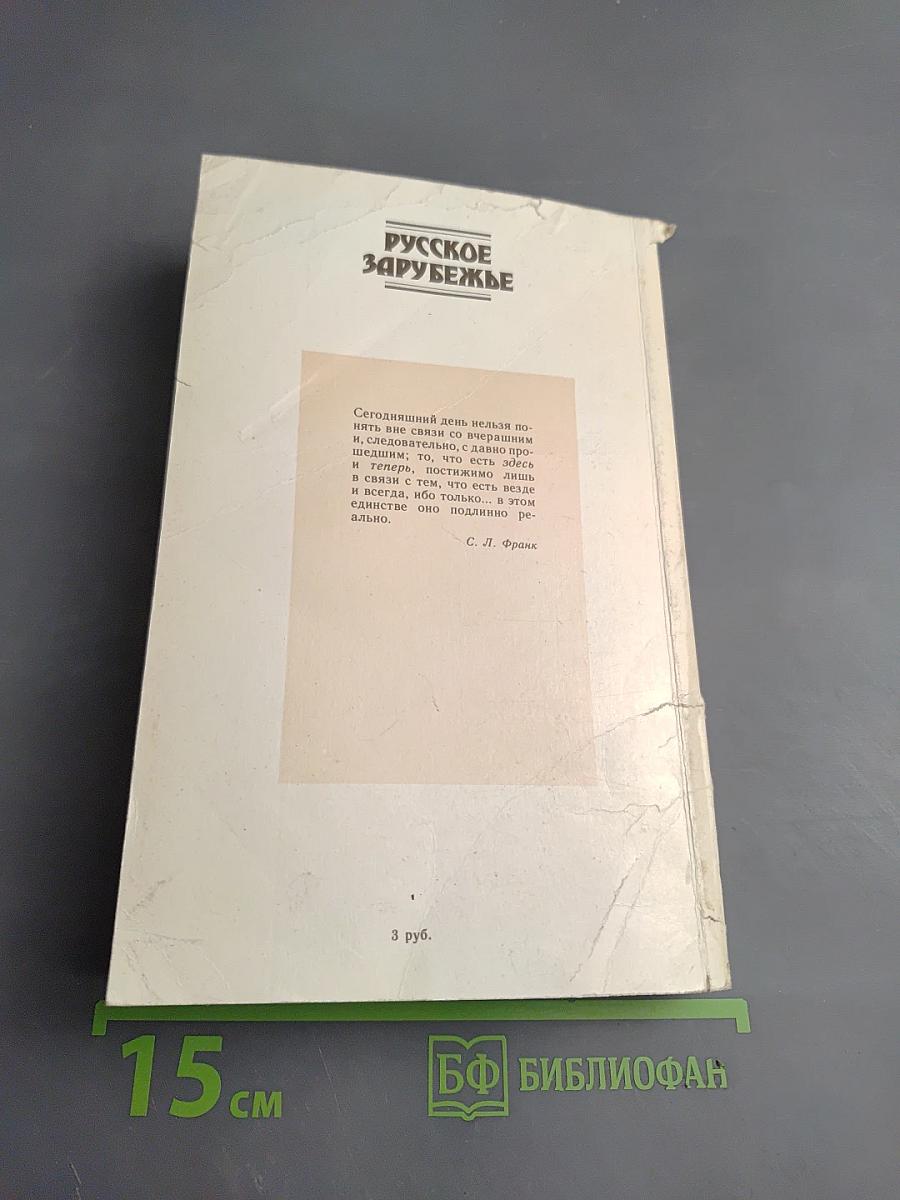 РУССКОЕ
ЗАРУБЕЖЬЕ
Сегодняшний день нельзя по-
нять вне связи со вчерашним
и, следовательно, с давно про-
шедшим; то, что есть здесь
и теперь, постижимо лишь
в связи с тем, что есть везде
и всегда, ибо только... в этом
единстве оно подлинно ре-
ально.
С. Л. Франк
3 руб.
15 см
БФ БИБЛИОФАН